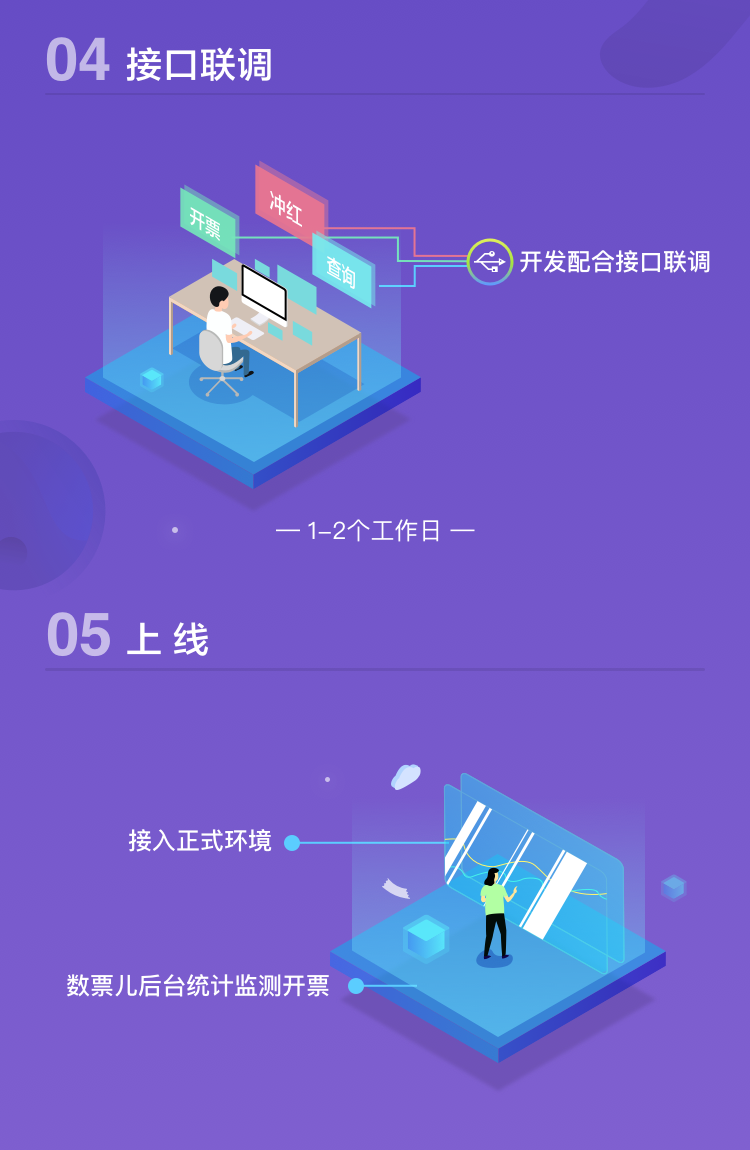 04 接口联调
冲红
开票
查询
开发配合接口联调
— 1-2个工作日 —
05 上 线
接入正式环境
数票儿后台统计监测开票